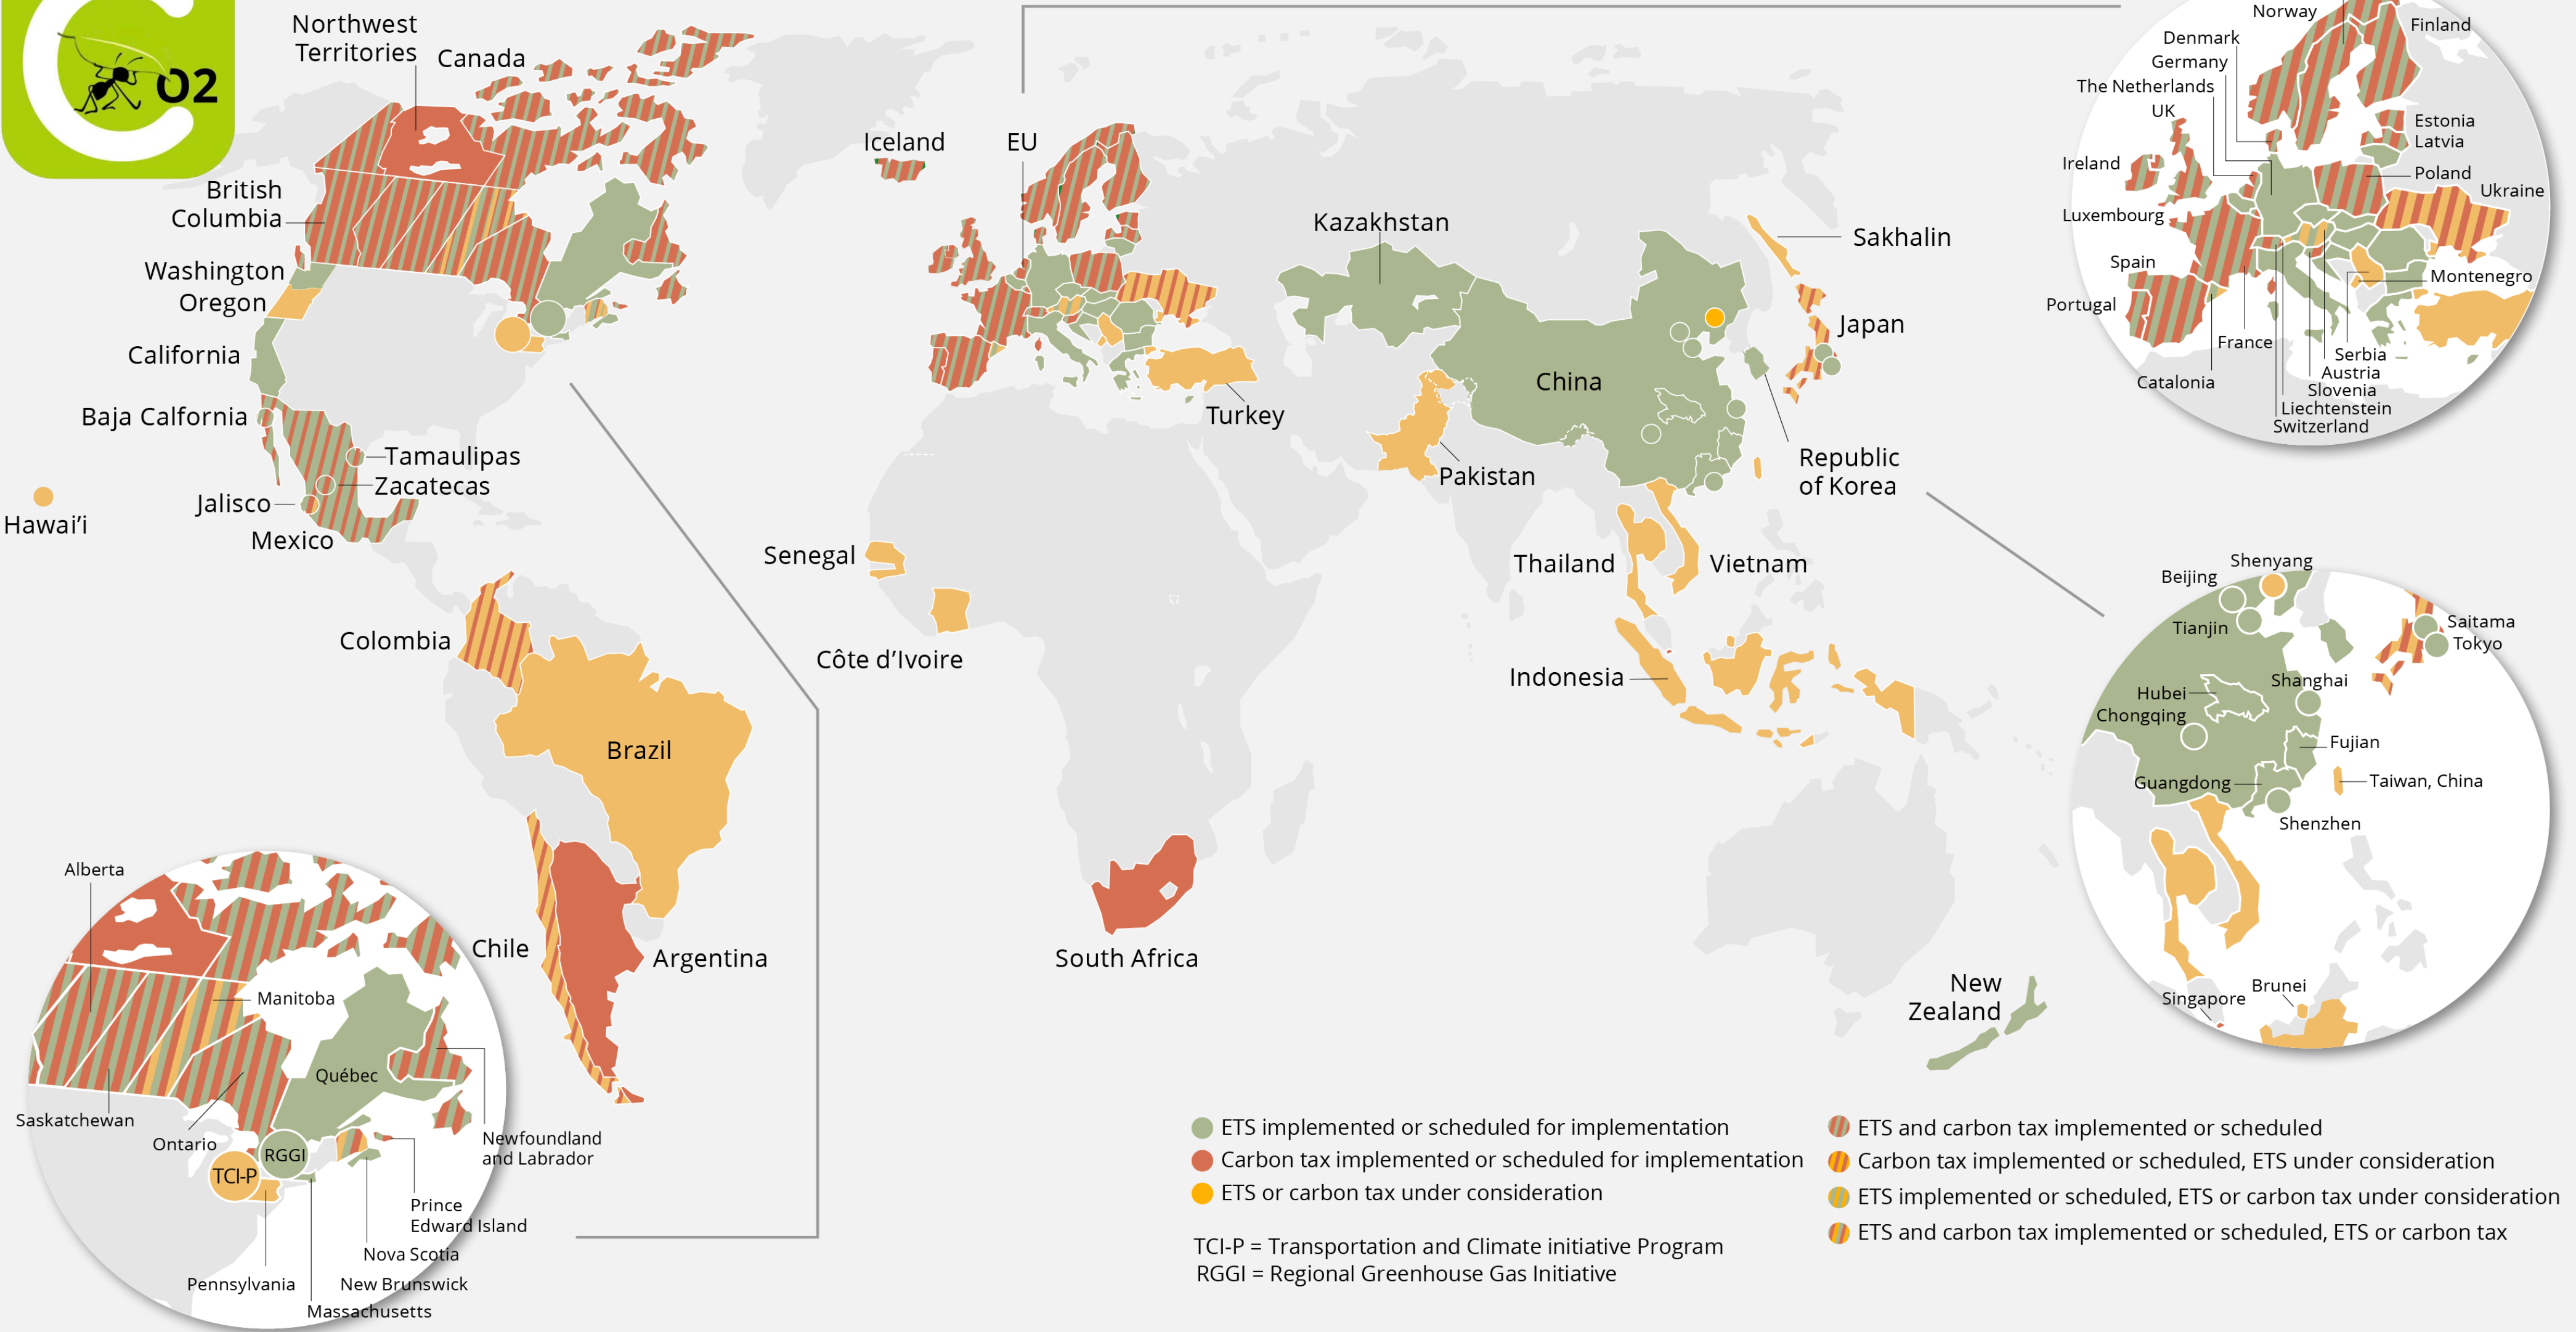 O2
Northwest
Territories
Canada
British
Columbia
Washington
Oregon
California
Baja Calfornia
Tamaulipas
Zacatecas
Jalisco
Mexico
Hawai’i
Colombia
Brazil
Chile
Argentina
Iceland
EU
Kazakhstan
Sakhalin
Japan
China
Turkey
Pakistan
Republic
of Korea
Senegal
Côte d’Ivoire
Thailand
Vietnam
Indonesia
South Africa
New
Zealand
Norway
Finland
Denmark
Germany
The Netherlands
UK
Estonia
Latvia
Ireland
Poland
Ukraine
Luxembourg
Spain
Montenegro
Portugal
France
Serbia
Austria
Catalonia
Slovenia
Liechtenstein
Switzerland
Shenyang
Beijing
Tianjin
Saitama
Tokyo
Shanghai
Hubei
Chongqing
Fujian
Guangdong
Taiwan, China
Shenzhen
Brunei
Singapore
Alberta
Manitoba
Québec
Saskatchewan
Ontario
Newfoundland
and Labrador
RGGI
TCI-P
Prince
Edward Island
Nova Scotia
Pennsylvania
New Brunswick
Massachusetts
ETS implemented or scheduled for implementation
Carbon tax implemented or scheduled for implementation
ETS or carbon tax under consideration
ETS and carbon tax implemented or scheduled
Carbon tax implemented or scheduled, ETS under consideration
ETS implemented or scheduled, ETS or carbon tax under consideration
ETS and carbon tax implemented or scheduled, ETS or carbon tax
TCI-P = Transportation and Climate initiative Program
RGGI = Regional Greenhouse Gas Initiative